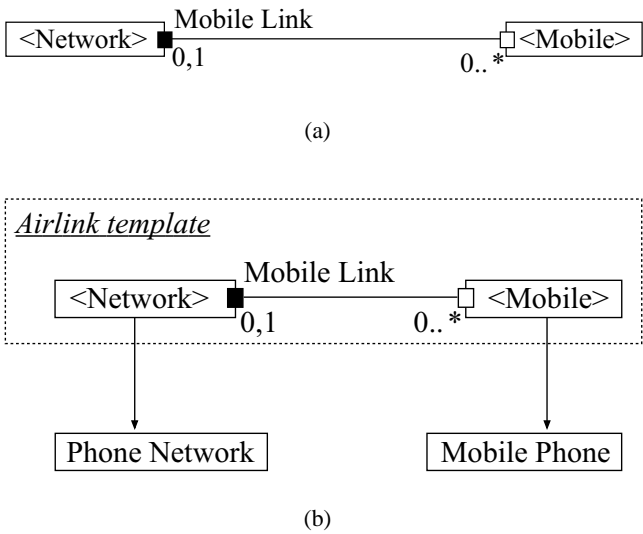 Mobile Link
<Network> <Mobile>
0,1 0..*
(a)
Airlink template
Mobile Link
<Network> <Mobile>
0,1 0..*
Phone Network Mobile Phone
(b)